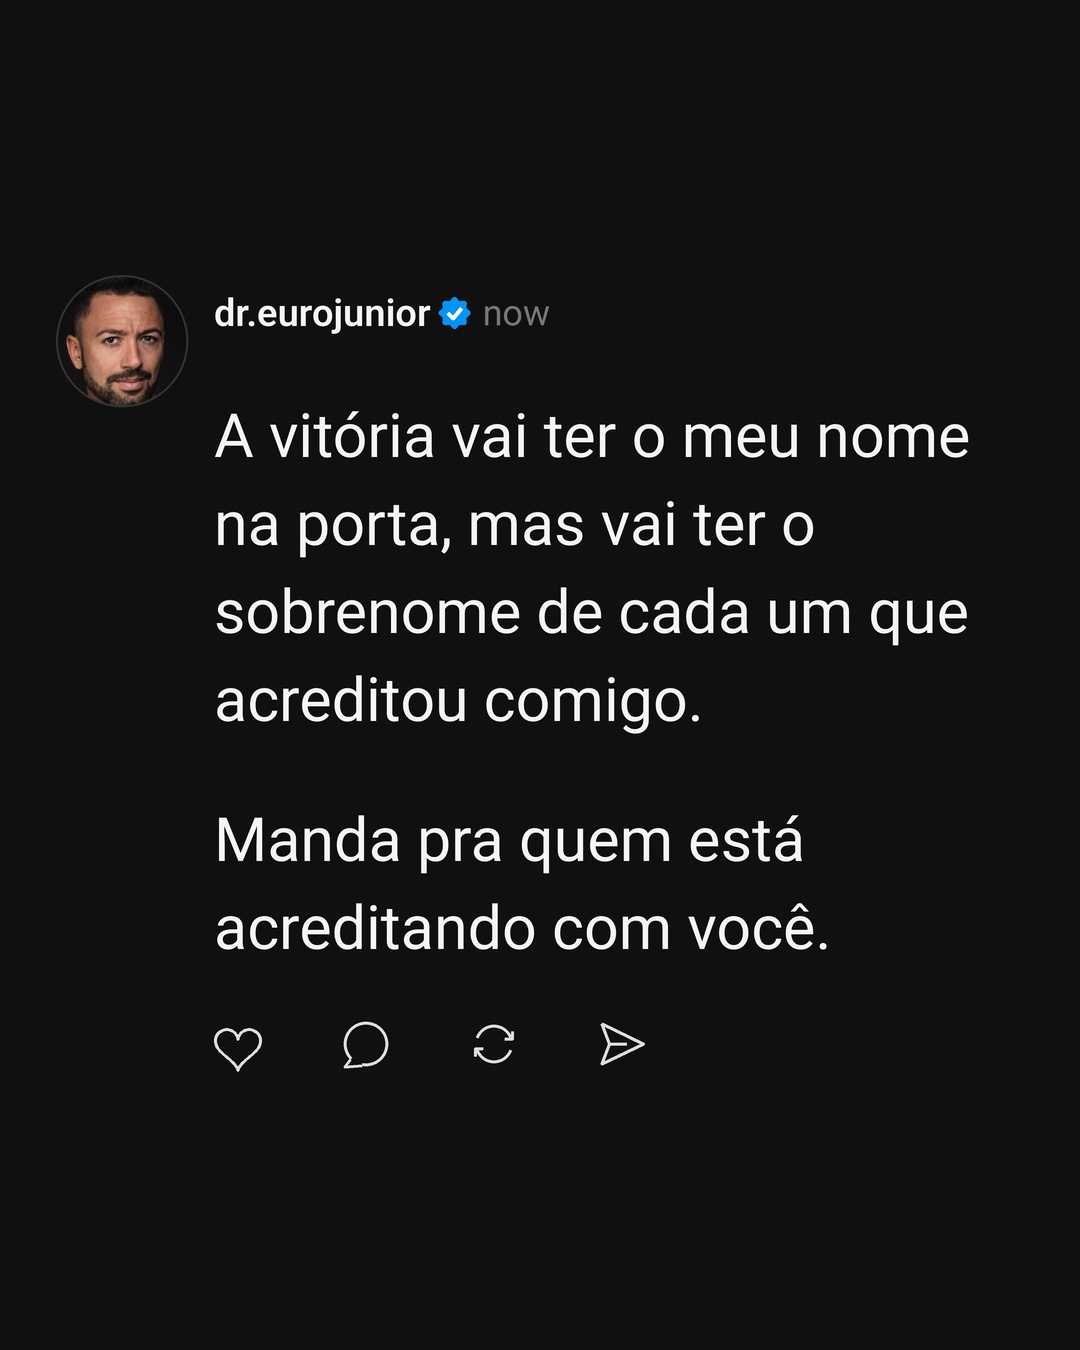 dr.eurojunior now
A vitória vai ter o meu nome
na porta, mas vai ter o
sobrenome de cada um que
acreditou comigo.
Manda pra quem está
acreditando com você.